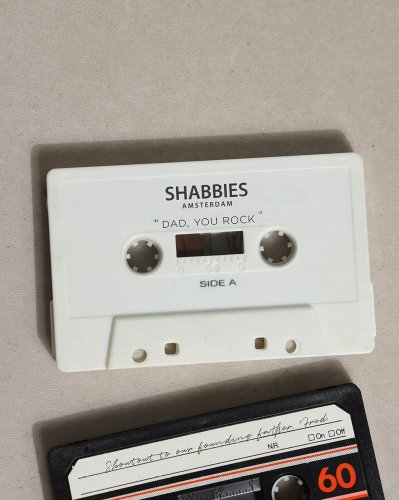 SHABBIES
AMSTERDAM
"DAD, YOU ROCK"
SIDE A
Shoutout to our founding father, Fred
NR
□On □Off
60